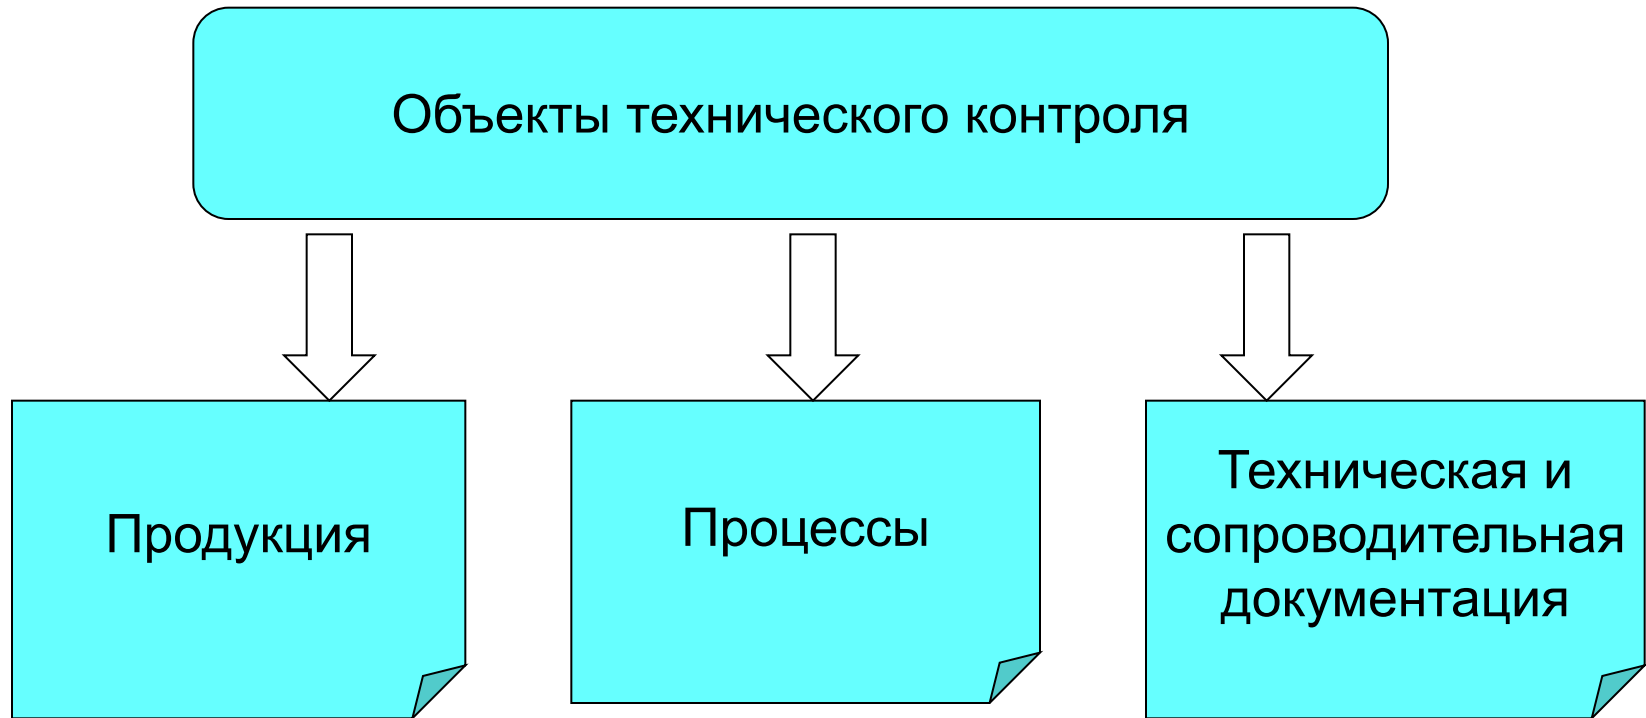 Объекты технического контроля
Продукция
Процессы
Техническая и
сопроводительная
документация